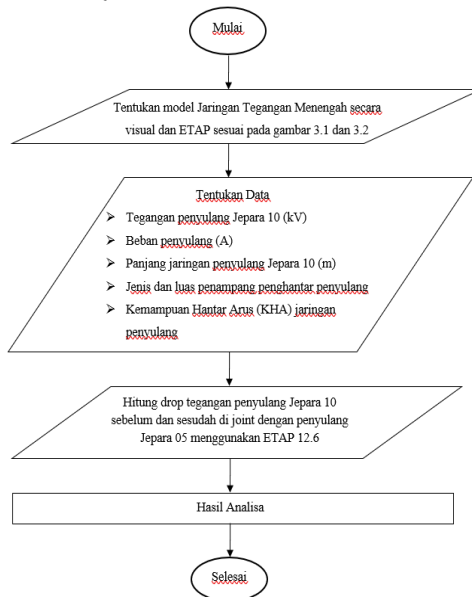 Mulai
Tentukan model Jaringan Tegangan Menengah secara
visual dan ETAP sesuai pada gambar 3.1 dan 3.2
Tentukan Data
➤ Tegangan penyulang Jepara 10 (kV)
➤ Beban penyulang (A)
➤ Panjang jaringan penyulang Jepara 10 (m)
➤ Jenis dan luas penampang penghantar penyulang
➤ Kemampuan Hantar Arus (KHA) jaringan
penyulang
Hitung drop tegangan penyulang Jepara 10
sebelum dan sesudah di joint dengan penyulang
Jepara 05 menggunakan ETAP 12.6
Hasil Analisa
Selesai